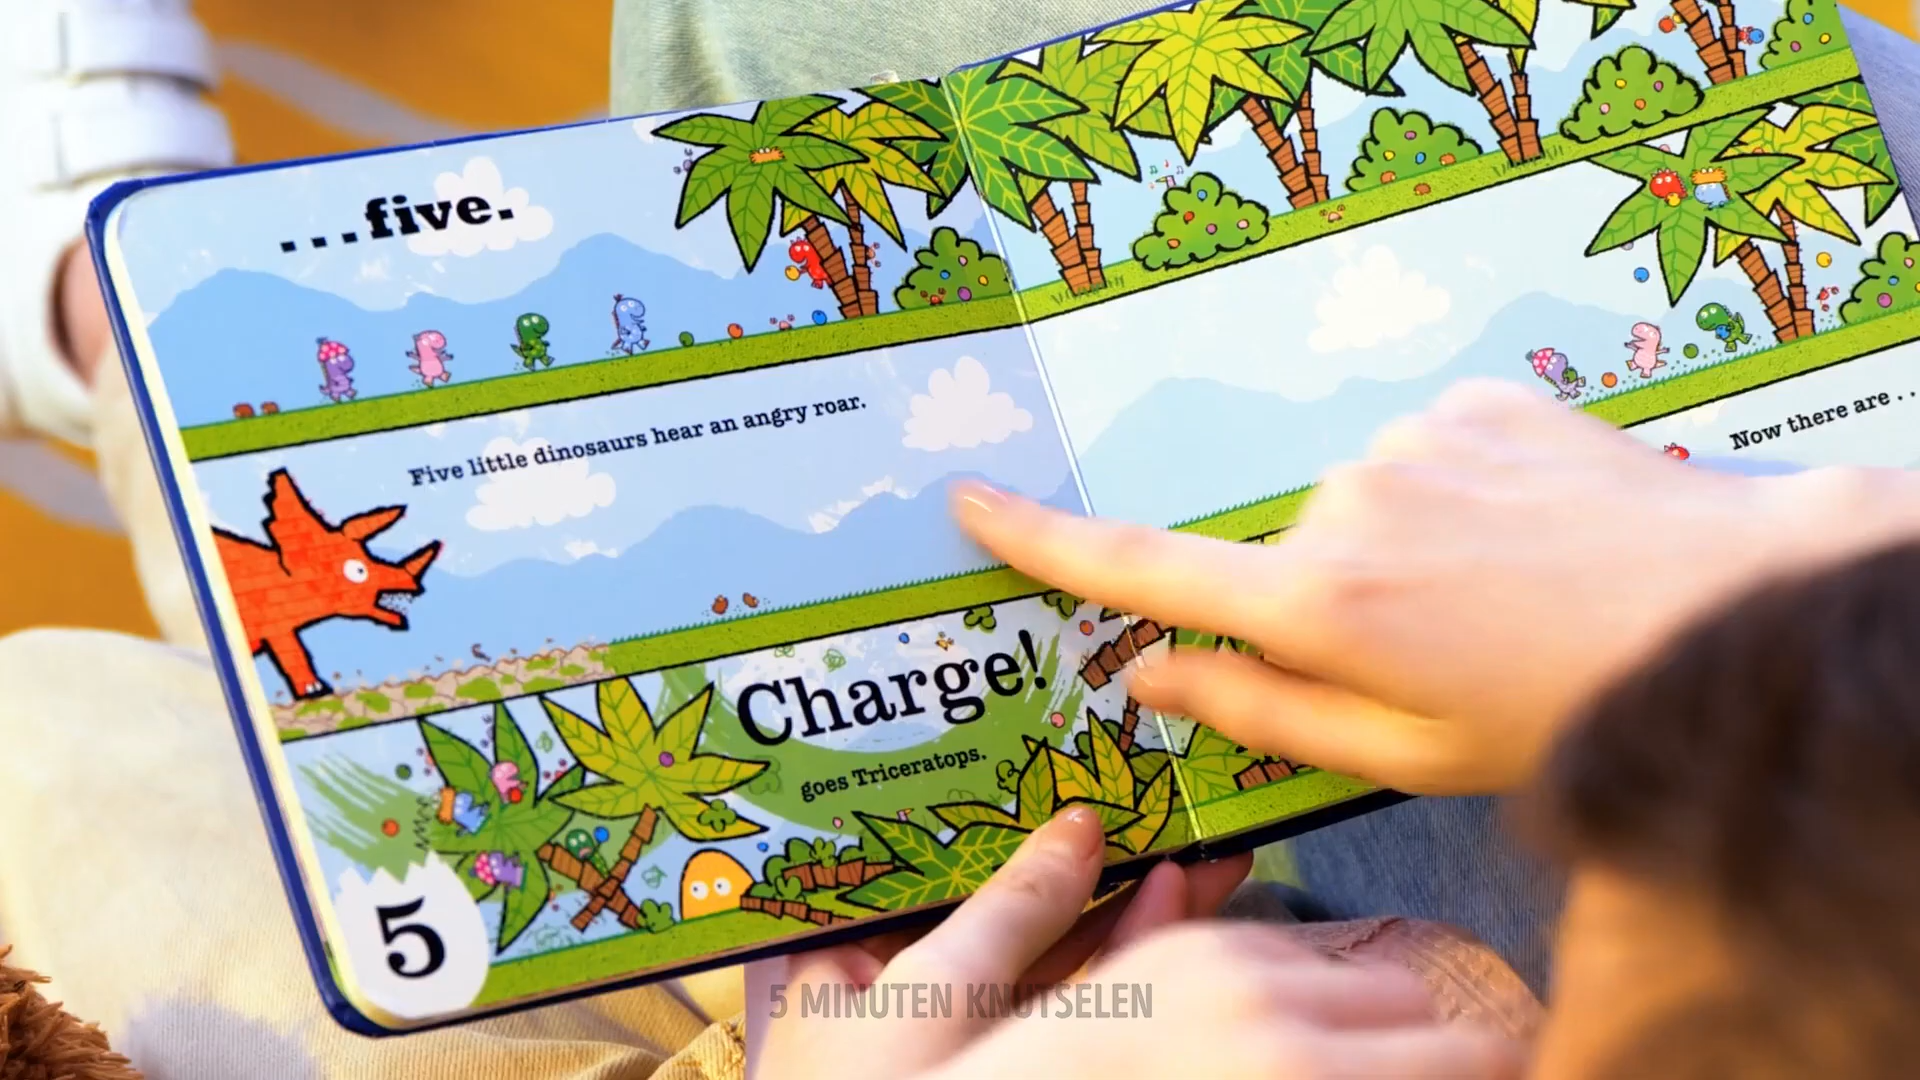 ...five.
Five little dinosaurs hear an angry roar.
Charge!
goes Triceratops.
5
Now there are . .
5 MINUTEN KNUTSELEN